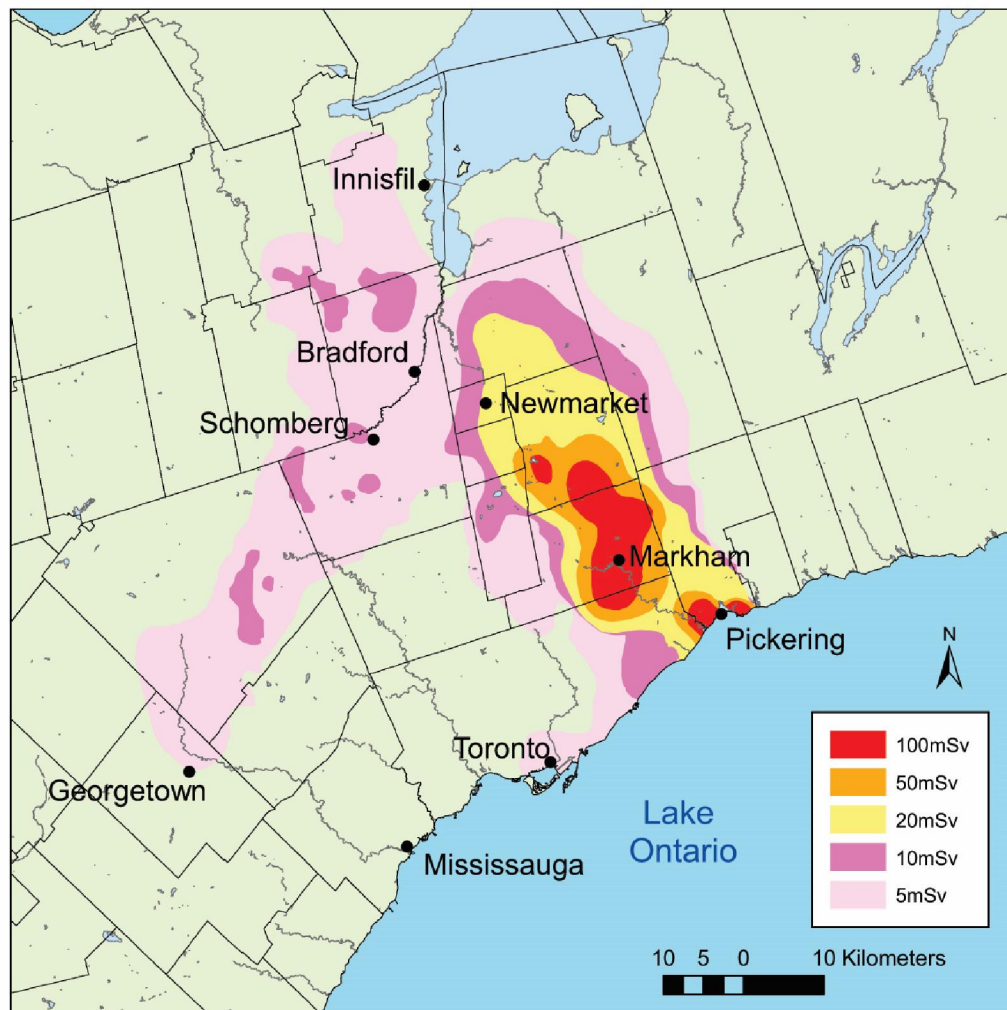 Innisfil
Bradford
Newmarket
Schomberg
Markham
Pickering
N
Toronto
Georgetown
Mississauga
Lake
Ontario
100mSv
50mSv
20mSv
10mSv
5mSv
10 5 0 10 Kilometers